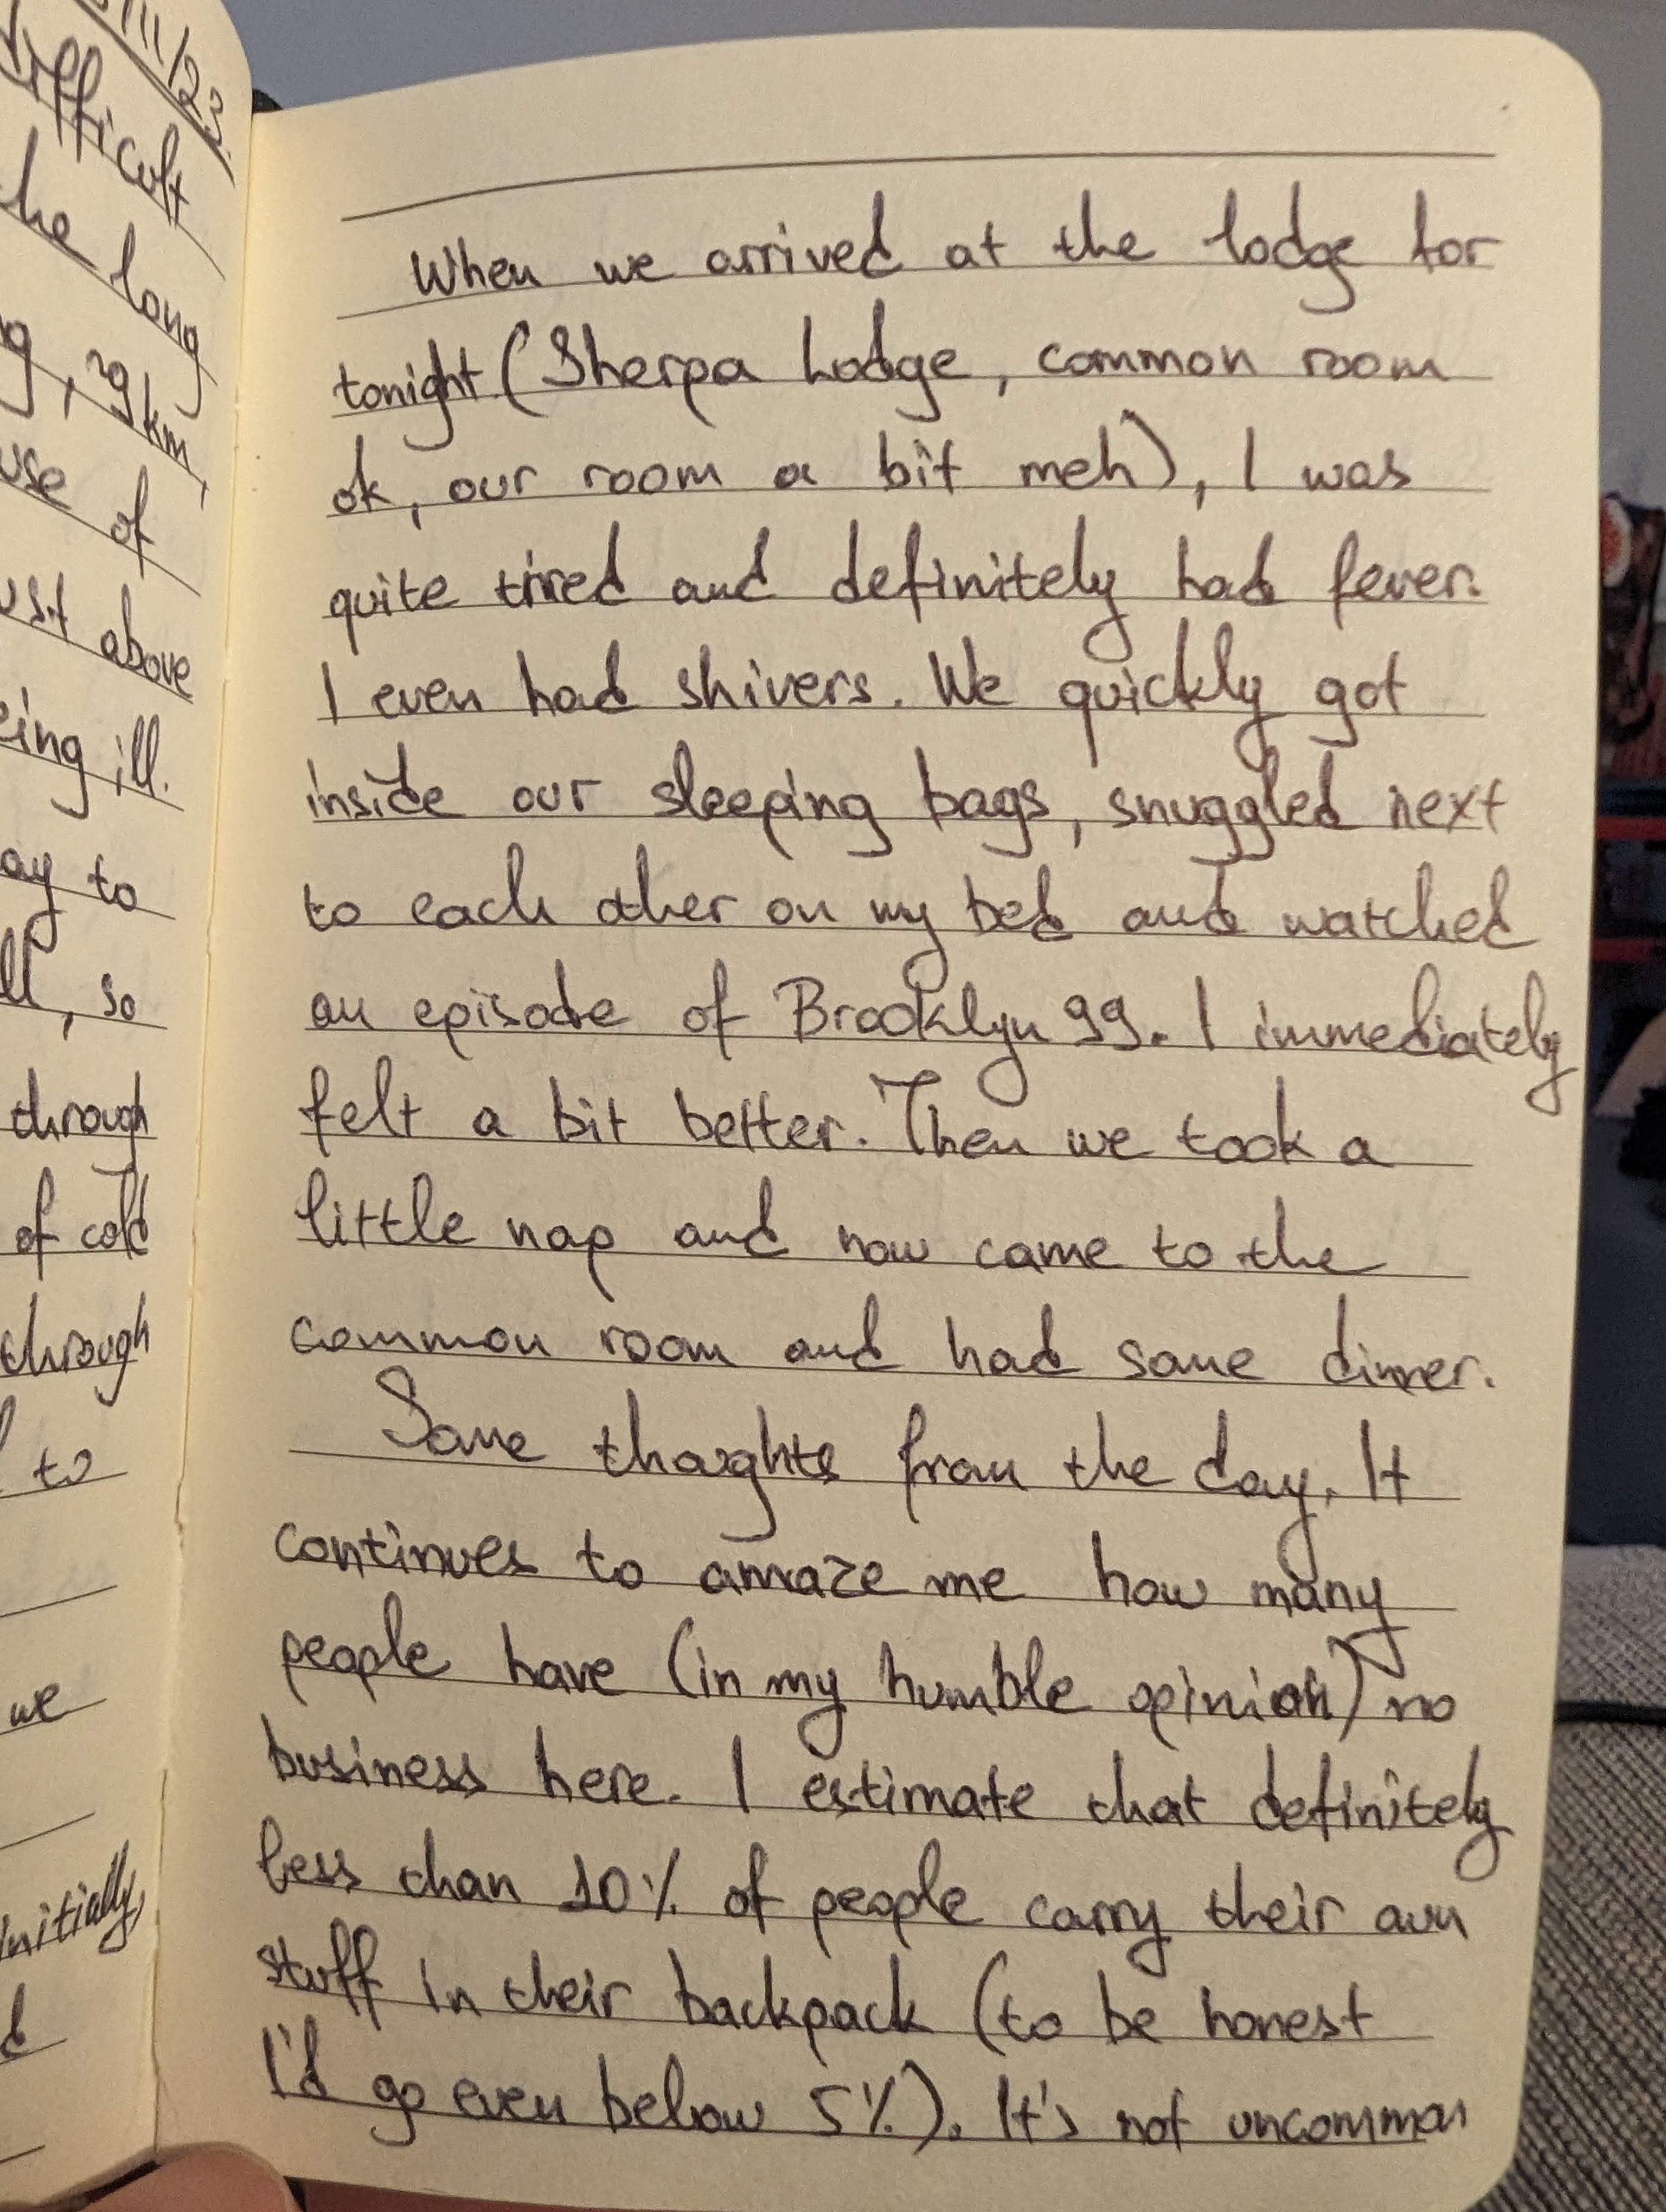 /11/23.
difficult
the long
g, 29km,
use of
ust above
eing ill.
ay to
ll, so
through
of cold
through
to
we
initially,
d
When we arrived at the lodge for
tonight (Sherpa Lodge, common room
ok, our room a bit meh), I was
quite tired and definitely had fever.
I even had shivers. We quickly got
inside our sleeping bags, snuggled next
to each other on my bed and watched
an episode of Brooklyn 99. I immediately
felt a bit better. Then we took a
little nap and now came to the
common room and had some dinner.
Some thoughts from the day. It
continues to amaze me how many
people have (in my humble opinion) no
business here. I estimate that definitely
less than 10% of people carry their own
stuff in their backpack (to be honest
I'd go even below 5%). It's not uncommon